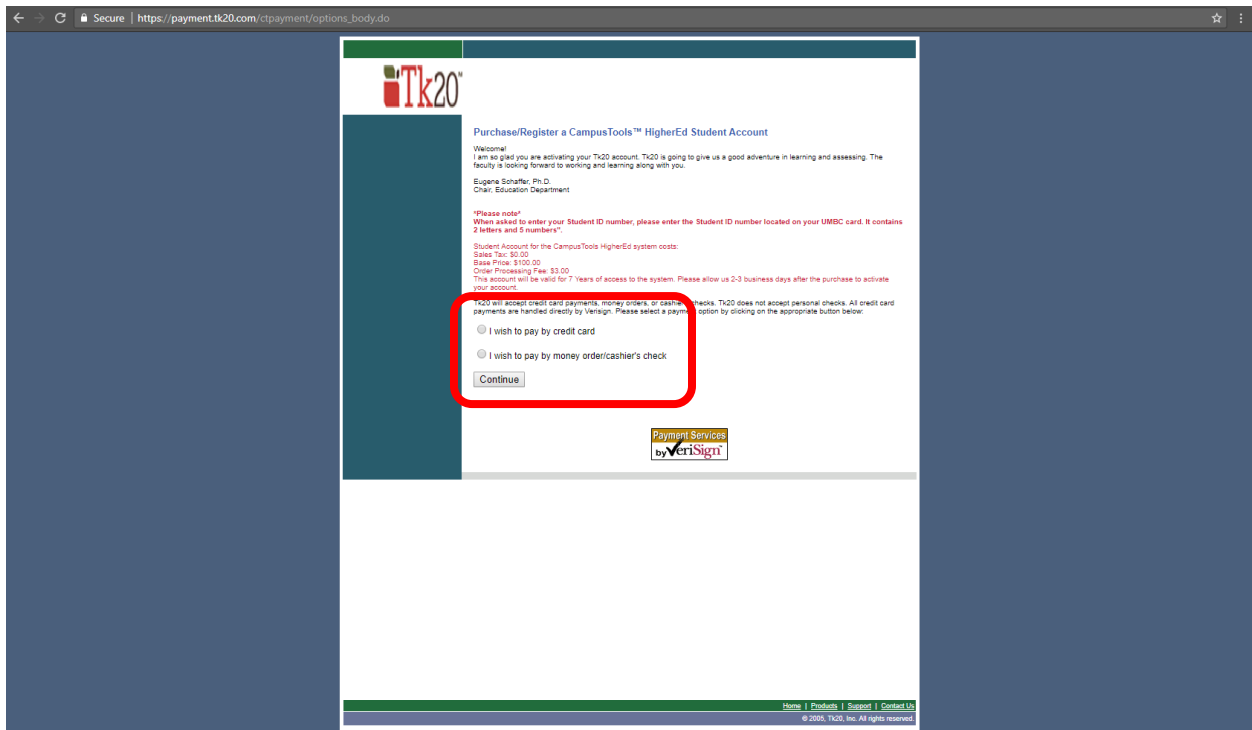 Secure | https://payment.tk20.com/ctpayment/options_body.do
Tk20™
Purchase/Register a CampusTools™ HigherEd Student Account
Welcome!
I am so glad you are activating your Tk20 account. Tk20 is going to give us a good adventure in learning and assessing. The
faculty is looking forward to working and learning along with you.
Eugene Schaffer, Ph.D.
Chair, Education Department
*Please note*
When asked to enter your Student ID number, please enter the Student ID number located on your UMBC card. It contains
2 letters and 5 numbers".
Student Account for the CampusTools HigherEd system costs:
Sales Tax: $0.00
Base Price: $100.00
Order Processing Fee: $3.00
This account will be valid for 7 Years of access to the system. Please allow us 2-3 business days after the purchase to activate
your account.
Tk20 will accept credit card payments, money orders, or cashier checks. Tk20 does not accept personal checks. All credit card
payments are handled directly by Verisign. Please select a payment option by clicking on the appropriate button below:
I wish to pay by credit card
I wish to pay by money order/cashier's check
Continue
Payment Services
by VeriSign™
Home | Products | Support | Contact Us
© 2005, Tk20, Inc. All rights reserved.